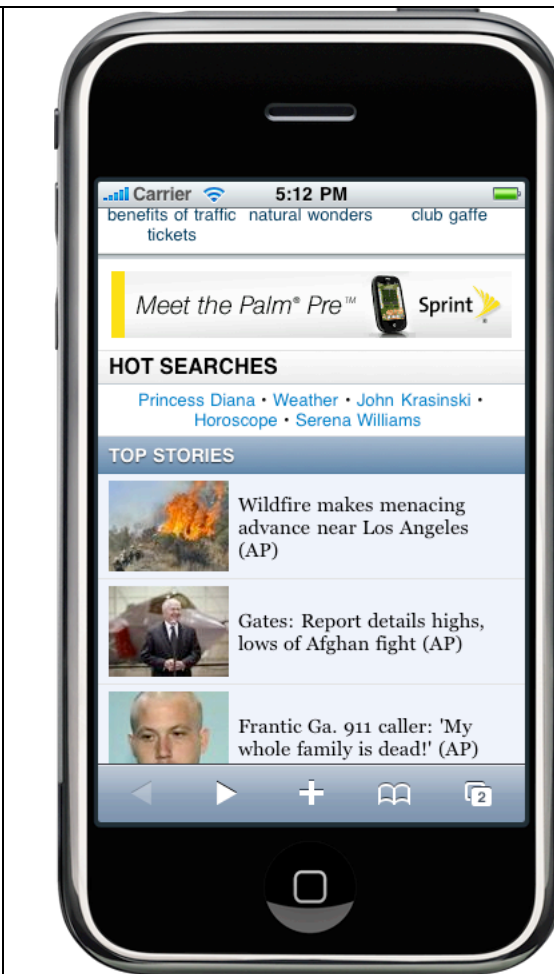 Carrier 5:12 PM
benefits of traffic natural wonders club gaffe
tickets
Meet the Palm® Pre™ Sprint
HOT SEARCHES
Princess Diana • Weather • John Krasinski •
Horoscope • Serena Williams
TOP STORIES
Wildfire makes menacing
advance near Los Angeles
(AP)
Gates: Report details highs,
lows of Afghan fight (AP)
Frantic Ga. 911 caller: 'My
whole family is dead!' (AP)
2